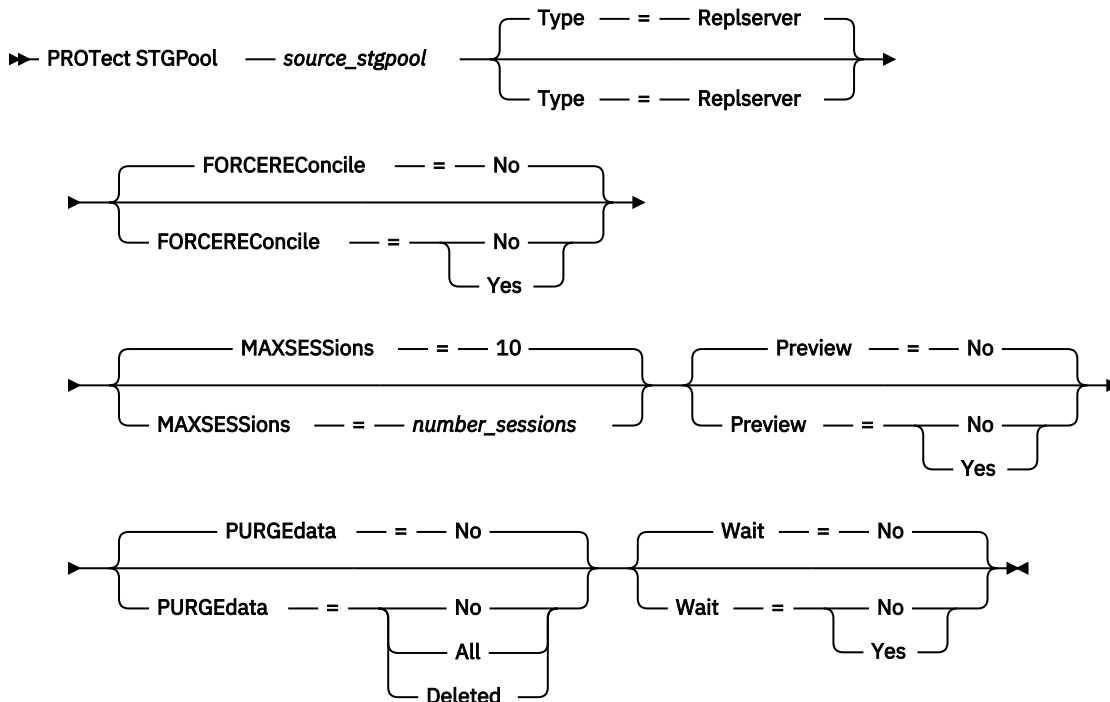 Type = Replserver
PROTect STGPool source_stgpool
Type = Replserver
FORCEREConcile = No
FORCEREConcile = No
Yes
MAXSESSions = 10 Preview = No
MAXSESSions = number_sessions Preview = No
Yes
PURGEdata = No Wait = No
PURGEdata = No Wait = No
All Yes
Deleted